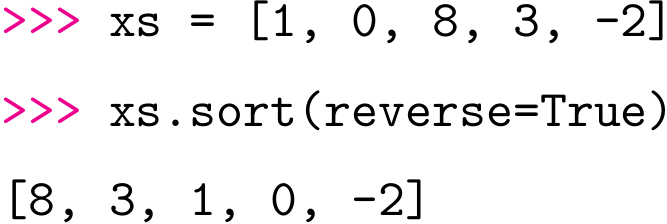 >>> xs = [1, 0, 8, 3, -2]
>>> xs.sort(reverse=True)
[8, 3, 1, 0, -2]